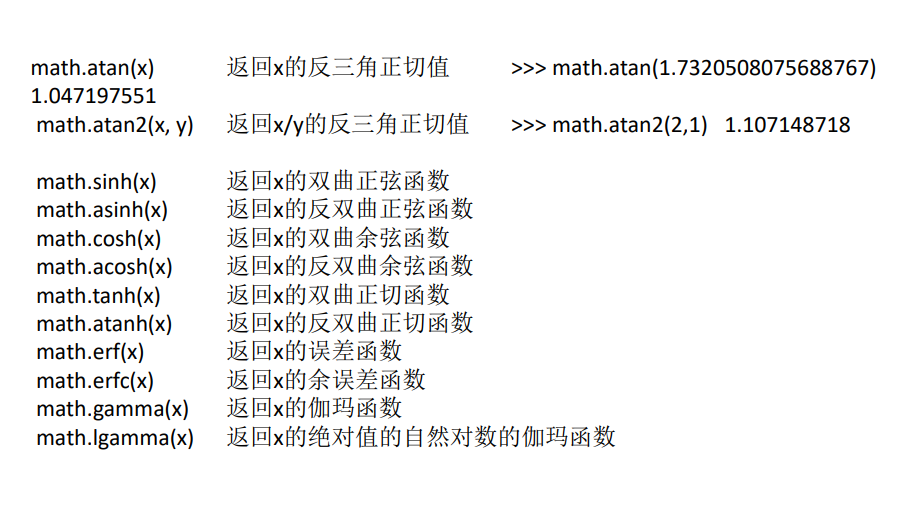 math.atan(x) 返回x的反三角正切值 >>> math.atan(1.7320508075688767)
1.047197551
math.atan2(x, y) 返回x/y的反三角正切值 >>> math.atan2(2,1) 1.107148718
math.sinh(x) 返回x的双曲正弦函数
math.asinh(x) 返回x的反双曲正弦函数
math.cosh(x) 返回x的双曲余弦函数
math.acosh(x) 返回x的反双曲余弦函数
math.tanh(x) 返回x的双曲正切函数
math.atanh(x) 返回x的反双曲正切函数
math.erf(x) 返回x的误差函数
math.erfc(x) 返回x的余误差函数
math.gamma(x) 返回x的伽玛函数
math.lgamma(x) 返回x的绝对值的自然对数的伽玛函数